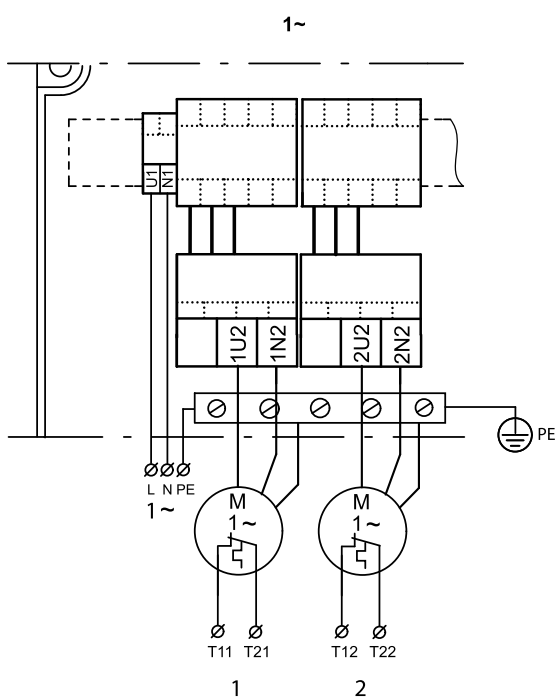 1~
U1 N1
1U2 1N2 2U2 2N2
PE
L N PE
1~
M M
1~ 1~
T11 T21 T12 T22
1 2